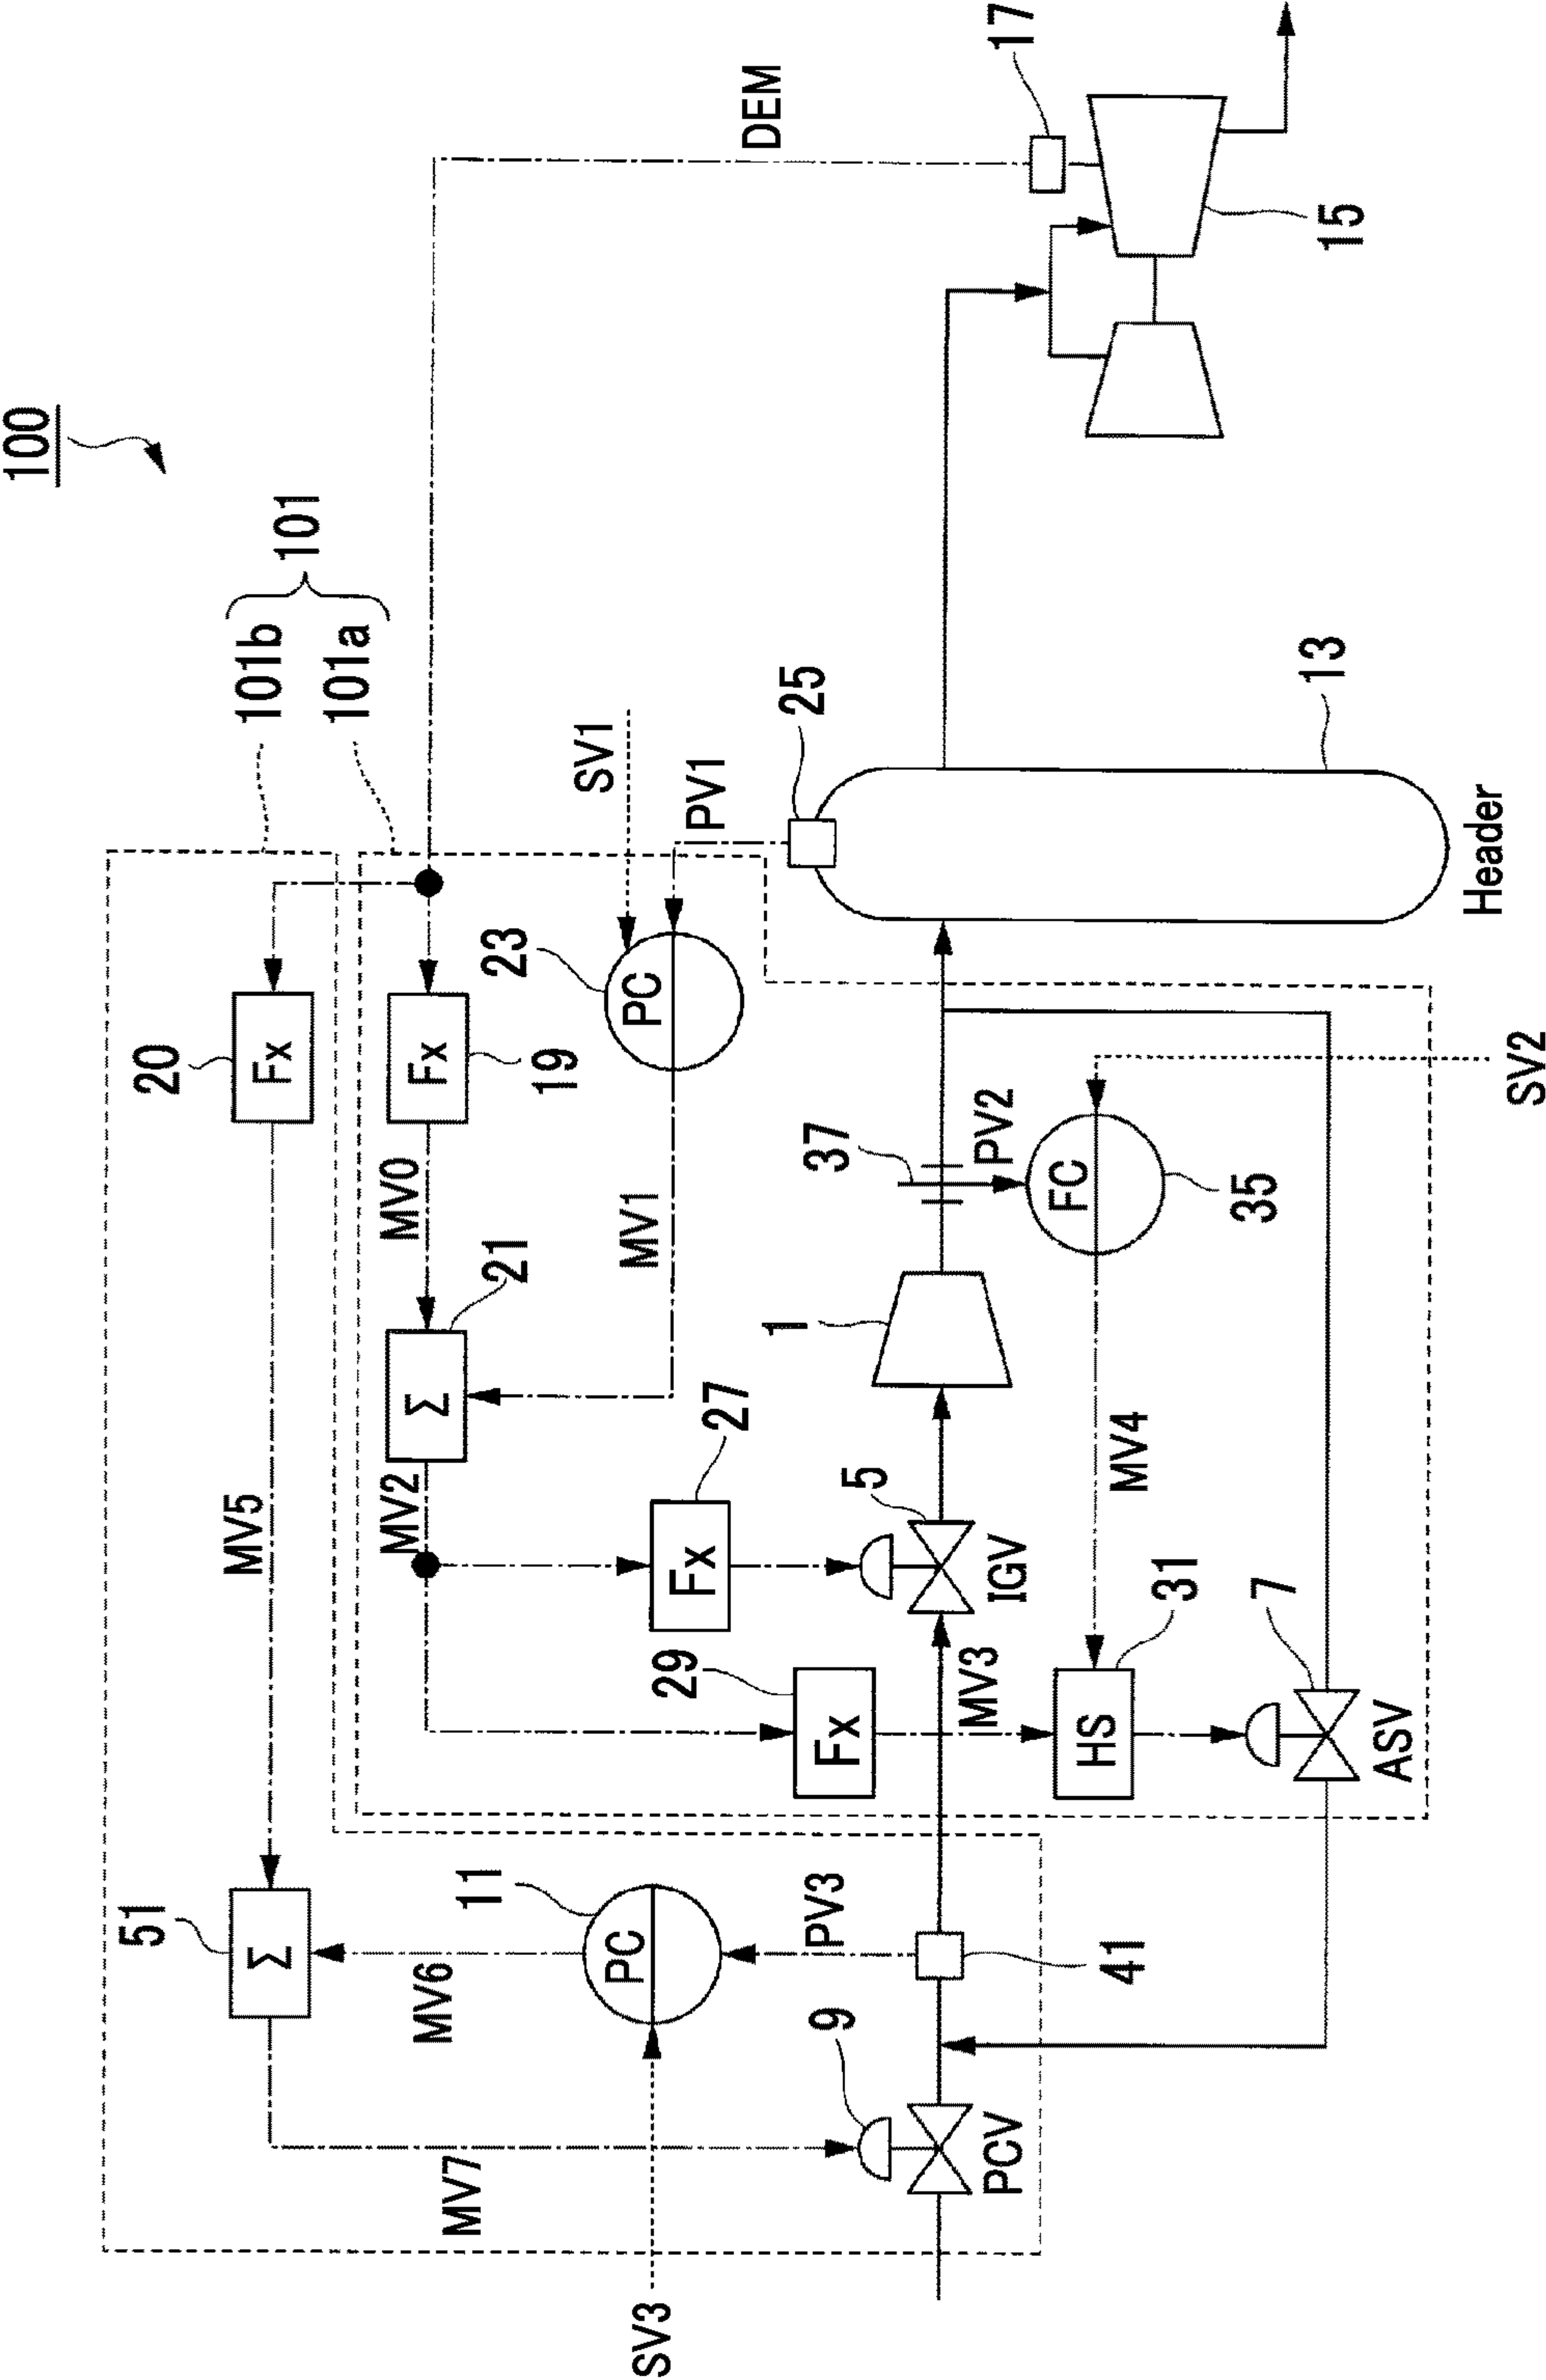 100
101
101b
101a
DEM
17
15
SV1
PV1
25
13
Header
20
Fx
Fx
19
23
PC
MV0
21
Σ
MV1
37
PV2
FC
35
SV2
1
MV5
MV2
27
Fx
5
IGV
MV4
29
Fx
MV3
31
HS
7
ASV
51
Σ
11
PC
MV6
PV3
41
9
PCV
MV7
SV3